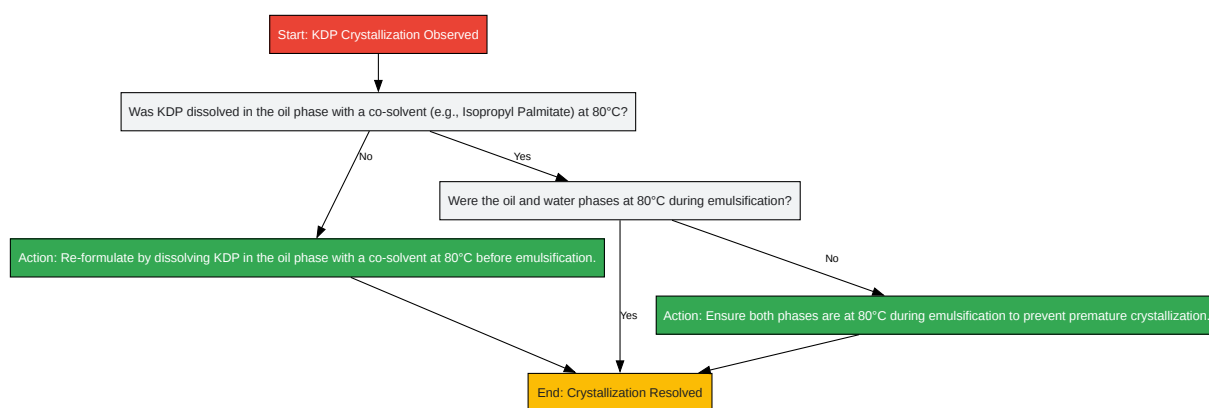 Start: KDP Crystallization Observed
Was KDP dissolved in the oil phase with a co-solvent (e.g., Isopropyl Palmitate) at 80°C?
No
Yes
Were the oil and water phases at 80°C during emulsification?
Action: Re-formulate by dissolving KDP in the oil phase with a co-solvent at 80°C before emulsification.
No
Yes
Action: Ensure both phases are at 80°C during emulsification to prevent premature crystallization.
End: Crystallization Resolved